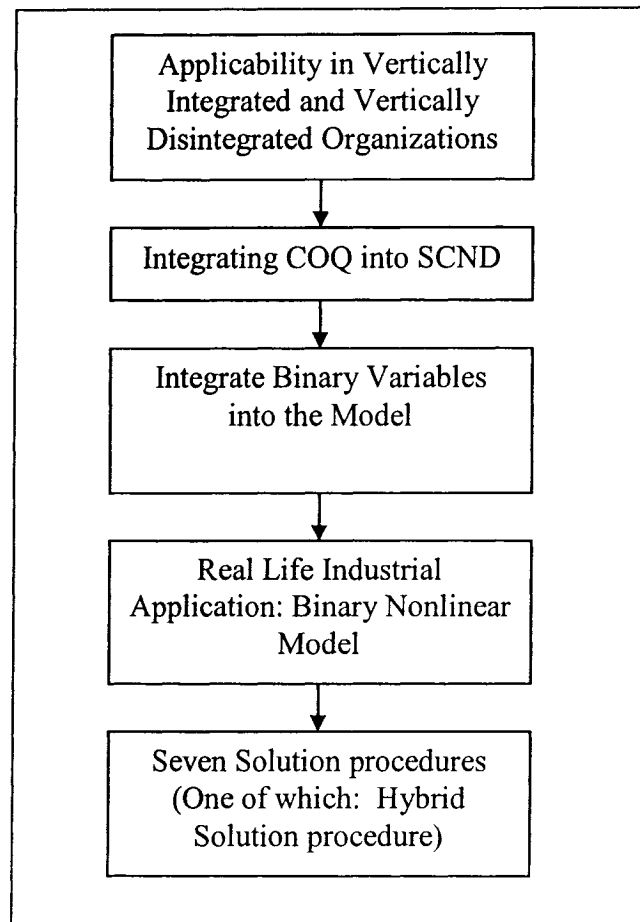 Applicability in Vertically
Integrated and Vertically
Disintegrated Organizations
Integrating COQ into SCND
Integrate Binary Variables
into the Model
Real Life Industrial
Application: Binary Nonlinear
Model
Seven Solution procedures
(One of which: Hybrid
Solution procedure)